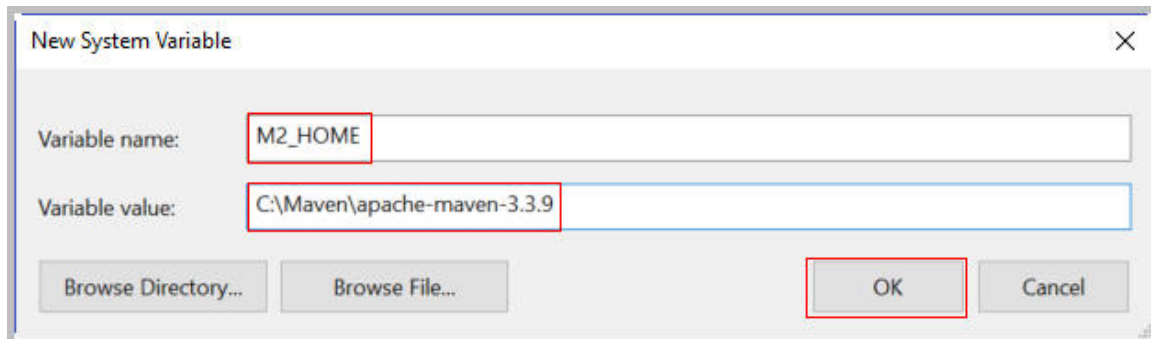 New System Variable
Variable name: M2_HOME
Variable value: C:\Maven\apache-maven-3.3.9
Browse Directory... Browse File... OK Cancel